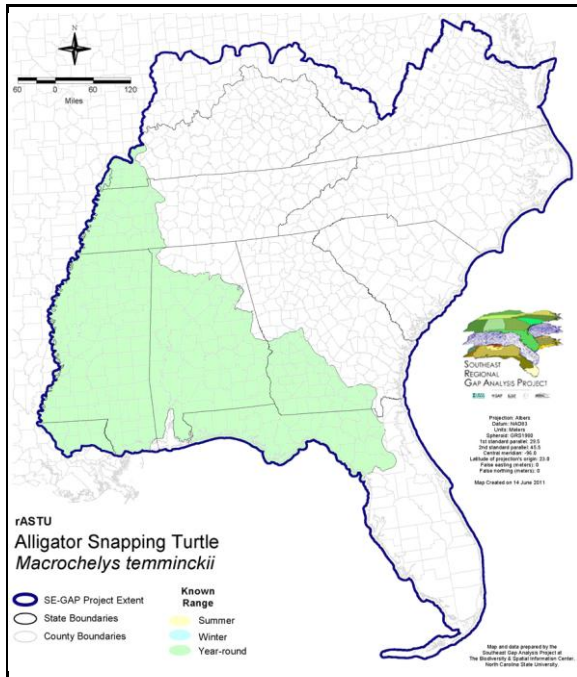 N
60 0 60 120
Miles
SOUTHEAST
REGIONAL
GAP ANALYSIS PROJECT
Projection: Albers
Datum: NAD83
Units: Meters
Spheroid: GRS1980
1st standard parallel: 29.5
2nd standard parallel: 45.5
Central meridian: -96.0
Latitude of projection's origin: 23.0
False easting (meters): 0
False northing (meters): 0
Map Created on 14 June 2011
rASTU
Alligator Snapping Turtle
Macrochelys temminckii
SE-GAP Project Extent
State Boundaries
County Boundaries
Known
Range
Summer
Winter
Year-round
Map and data prepared by the
Southeast Gap Analysis Project at
The Biodiversity & Spatial Information Center,
North Carolina State University.